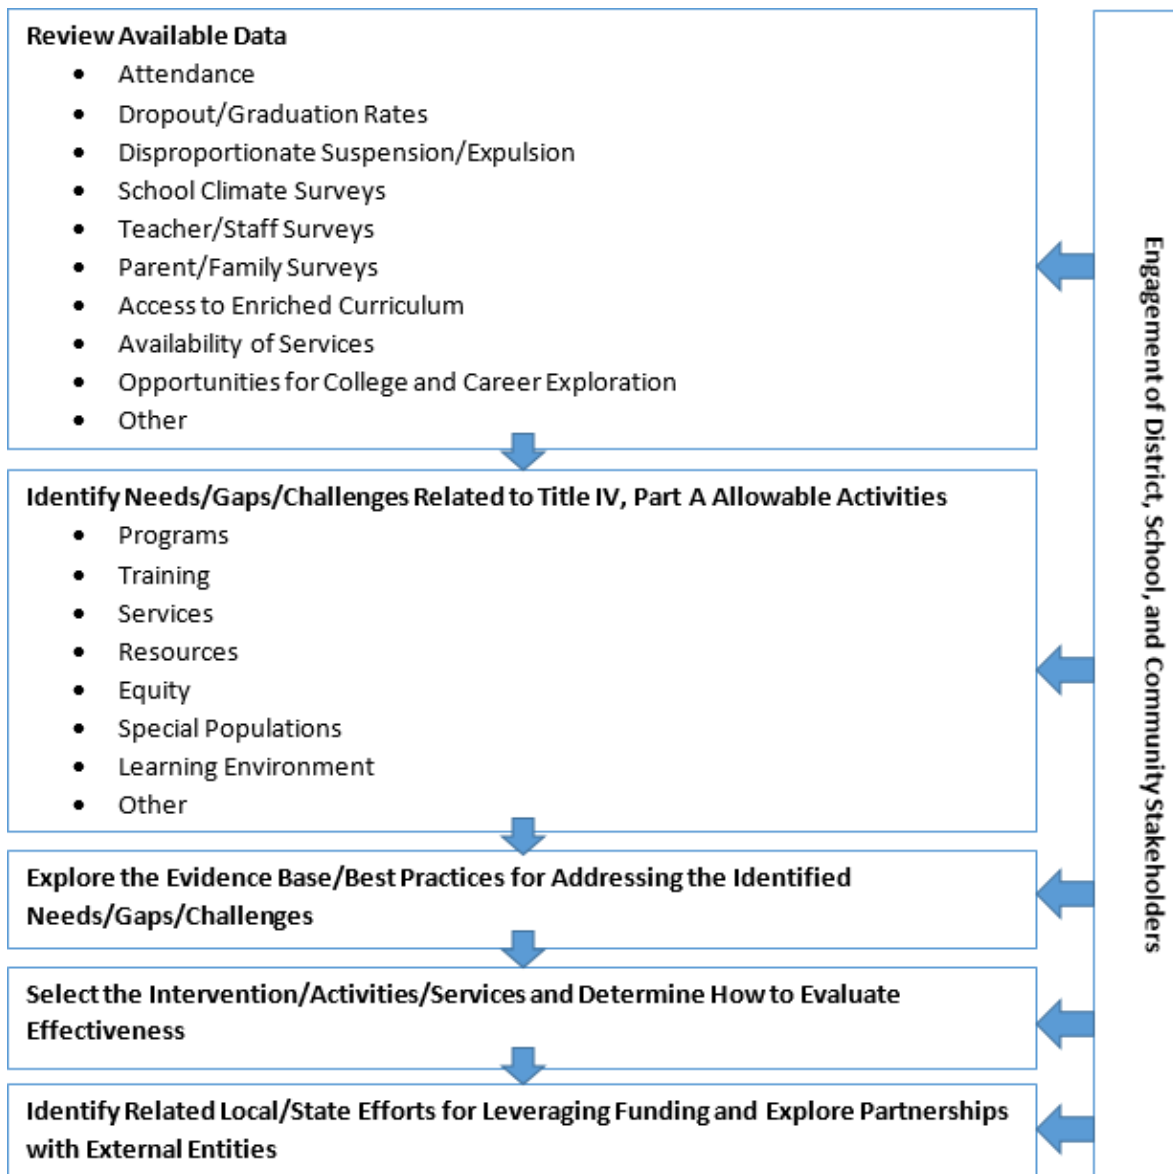 Review Available Data
• Attendance
• Dropout/Graduation Rates
• Disproportionate Suspension/Expulsion
• School Climate Surveys
• Teacher/Staff Surveys
• Parent/Family Surveys
• Access to Enriched Curriculum
• Availability of Services
• Opportunities for College and Career Exploration
• Other
Identify Needs/Gaps/Challenges Related to Title IV, Part A Allowable Activities
• Programs
• Training
• Services
• Resources
• Equity
• Special Populations
• Learning Environment
• Other
Explore the Evidence Base/Best Practices for Addressing the Identified
Needs/Gaps/Challenges
Select the Intervention/Activities/Services and Determine How to Evaluate
Effectiveness
Identify Related Local/State Efforts for Leveraging Funding and Explore Partnerships
with External Entities
Engagement of District, School, and Community Stakeholders